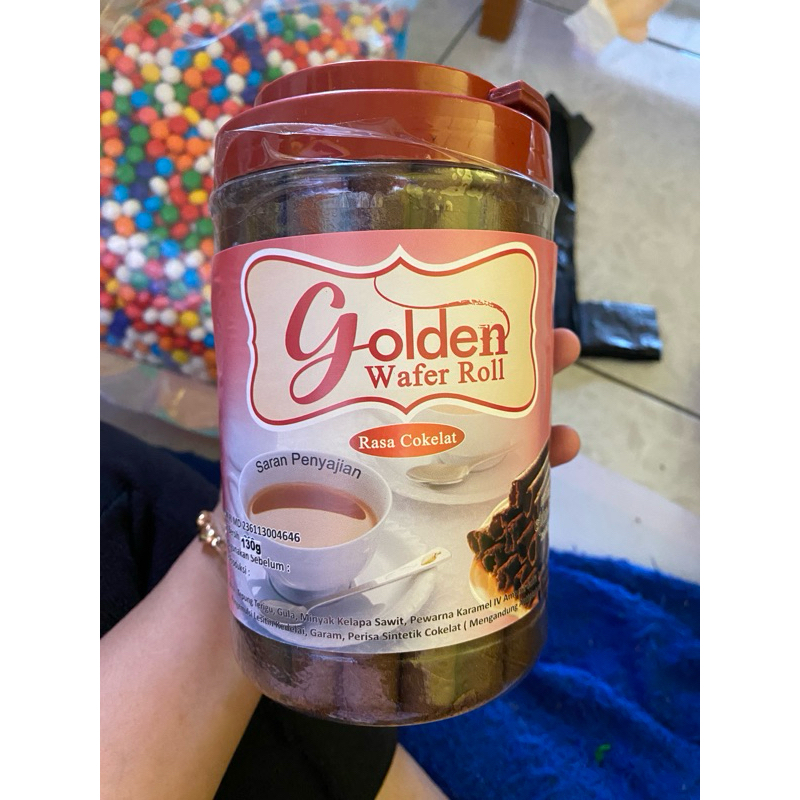 Golden
Wafer Roll
Rasa Cokelat
Saran Penyajian
MD 236113004646
130g
Sebelum :
Tepung Terigu, Gula, Minyak Kelapa Sawit, Pewarna Karamel IV
Kedelai, Garam, Perisa Sintetik Cokelat ( Mengandung